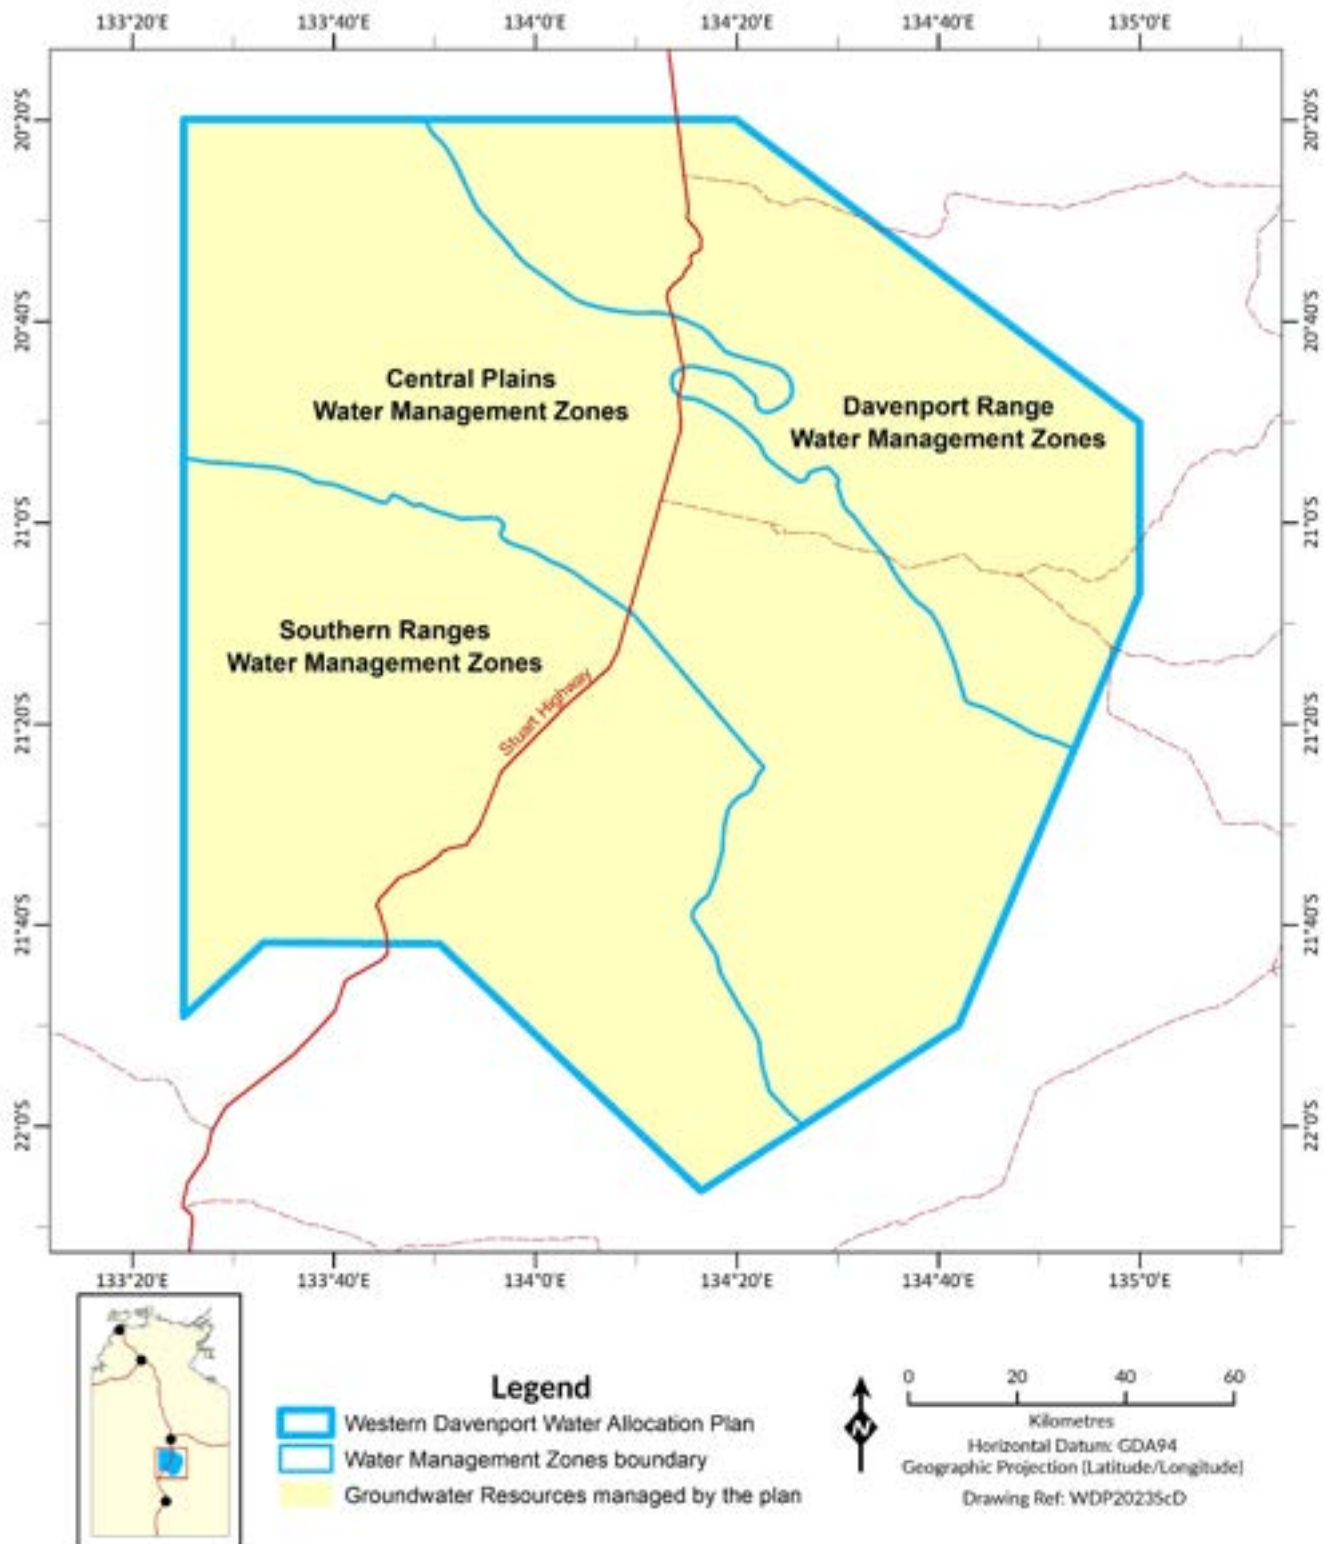 133°20'E 133°40'E 134°0'E 134°20'E 134°40'E 135°0'E
20°20'S 20°20'S
20°40'S 20°40'S
Central Plains
Water Management Zones
Davenport Range
Water Management Zones
21°0'S 21°0'S
Southern Ranges
Water Management Zones
Stuart Highway
21°20'S 21°20'S
21°40'S 21°40'S
22°0'S 22°0'S
133°20'E 133°40'E 134°0'E 134°20'E 134°40'E 135°0'E
Legend
Western Davenport Water Allocation Plan
Water Management Zones boundary
Groundwater Resources managed by the plan
N
0 20 40 60
Kilometres
Horizontal Datum: GDA94
Geographic Projection (Latitude/Longitude)
Drawing Ref: WDP2023ScD